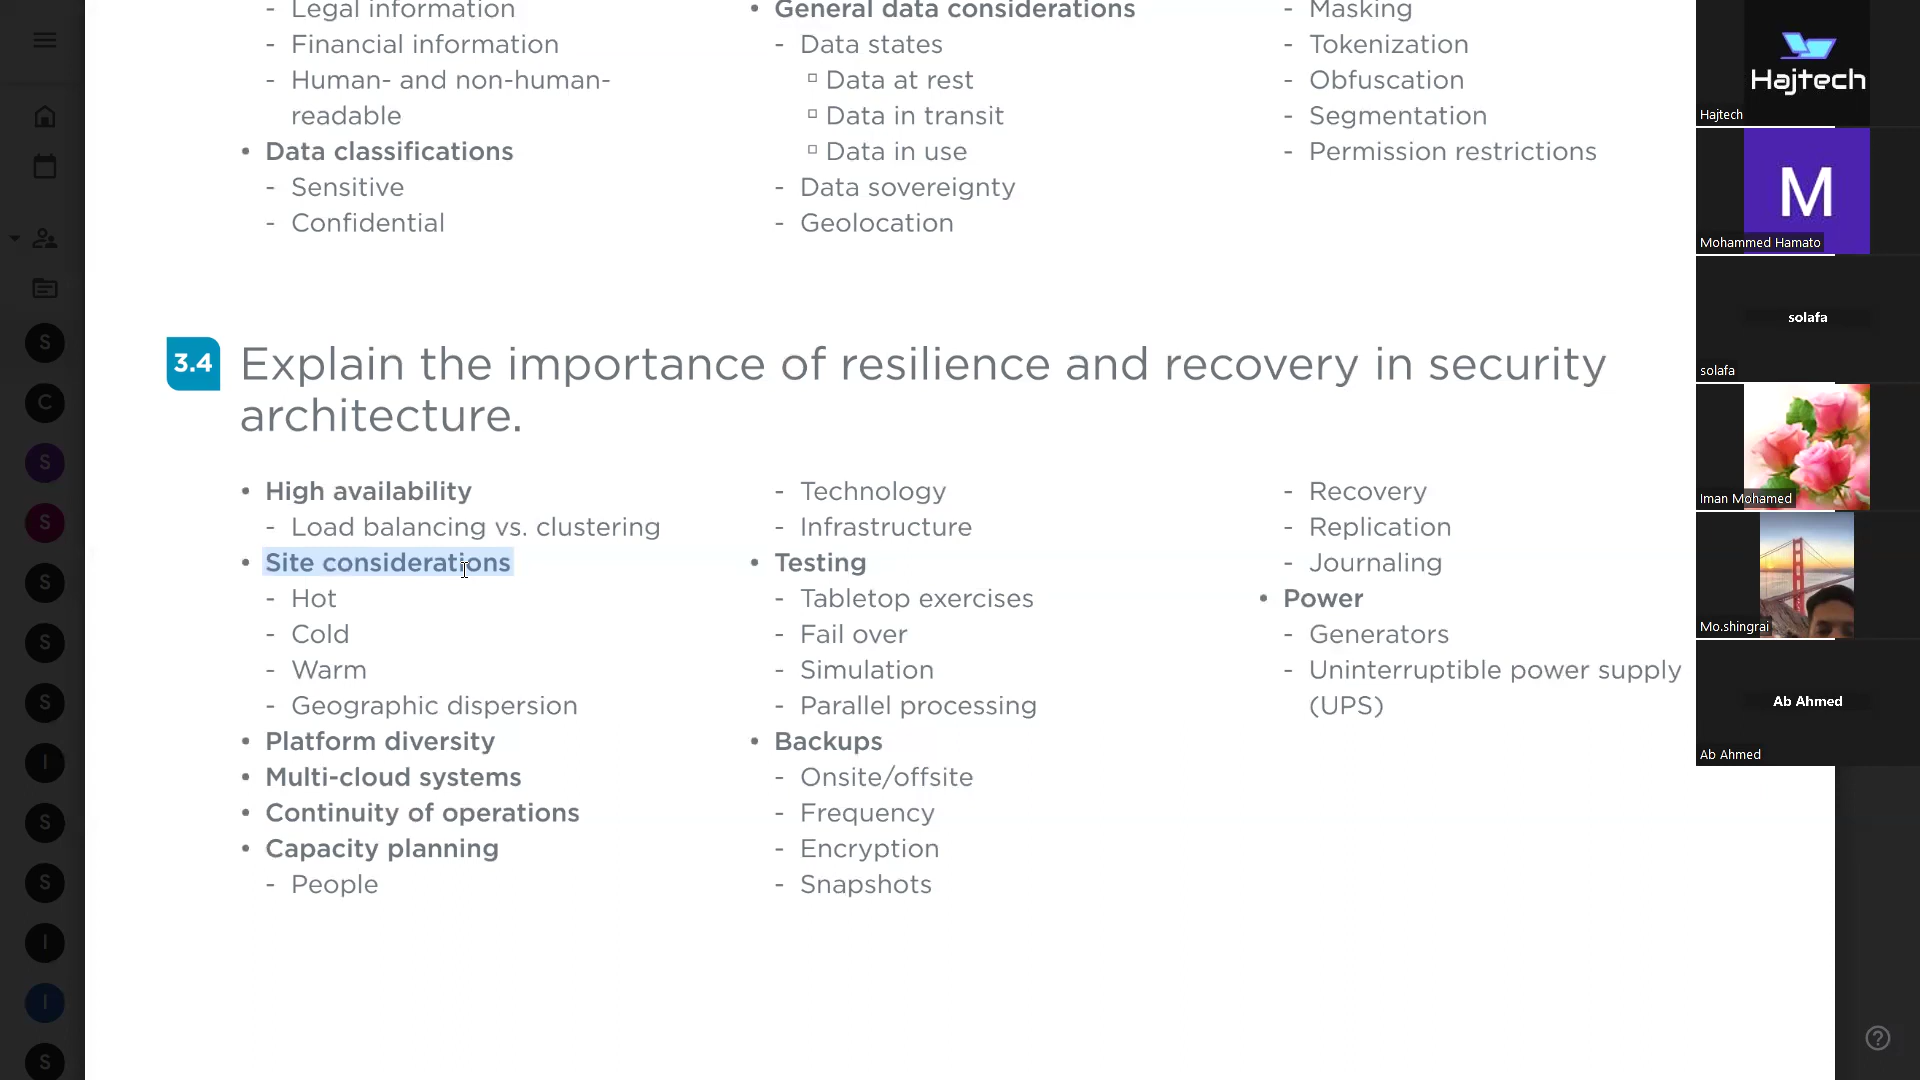 - Legal information
- Financial information
- Human- and non-human-
readable
• Data classifications
- Sensitive
- Confidential
• General data considerations
- Data states
▫ Data at rest
▫ Data in transit
▫ Data in use
- Data sovereignty
- Geolocation
- Masking
- Tokenization
- Obfuscation
- Segmentation
- Permission restrictions
3.4 Explain the importance of resilience and recovery in security
architecture.
• High availability
- Load balancing vs. clustering
• Site considerations
- Hot
- Cold
- Warm
- Geographic dispersion
• Platform diversity
• Multi-cloud systems
• Continuity of operations
• Capacity planning
- People
- Technology
- Infrastructure
• Testing
- Tabletop exercises
- Fail over
- Simulation
- Parallel processing
• Backups
- Onsite/offsite
- Frequency
- Encryption
- Snapshots
- Recovery
- Replication
- Journaling
• Power
- Generators
- Uninterruptible power supply
(UPS)
Hajtech
Hajtech
M
Mohammed Hamato
solafa
solafa
Iman Mohamed
Mo.shingrai
Ab Ahmed
Ab Ahmed
S
C
S
S
S
S
S
I
S
S
I
I
S
?